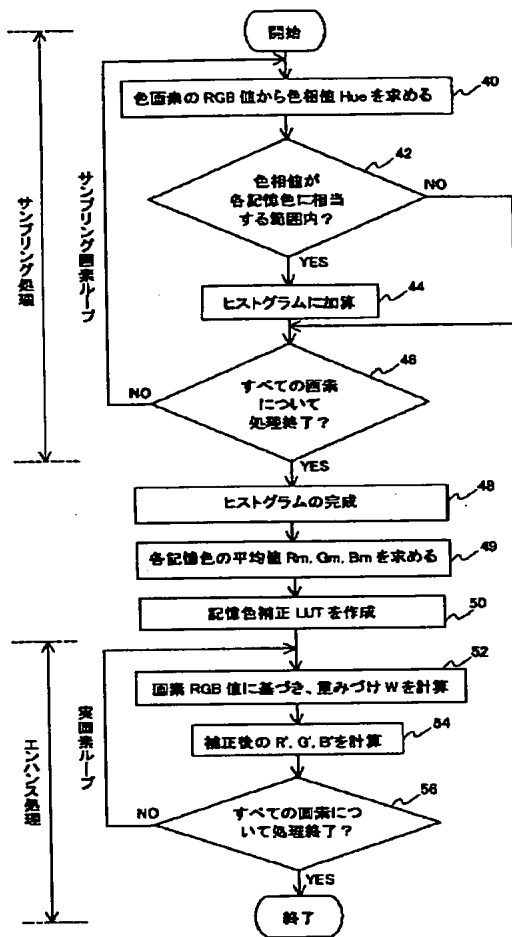 開始
色画素のRGB値から色相値Hueを求める
40
色相値が
各記憶色に相当
する範囲内?
42
NO
YES
ヒストグラムに加算
44
すべての画素
について
処理終了?
46
NO
YES
サンプリング画素ループ
サンプリング処理
ヒストグラムの完成
48
各記憶色の平均値 Rm, Gm, Bm を求める
49
記憶色補正 LUT を作成
50
画素 RGB 値に基づき、重みづけ W を計算
52
補正後の R', G', B'を計算
54
すべての画素につ
いて処理終了?
56
NO
YES
実画素ループ
エンハンス処理
終了